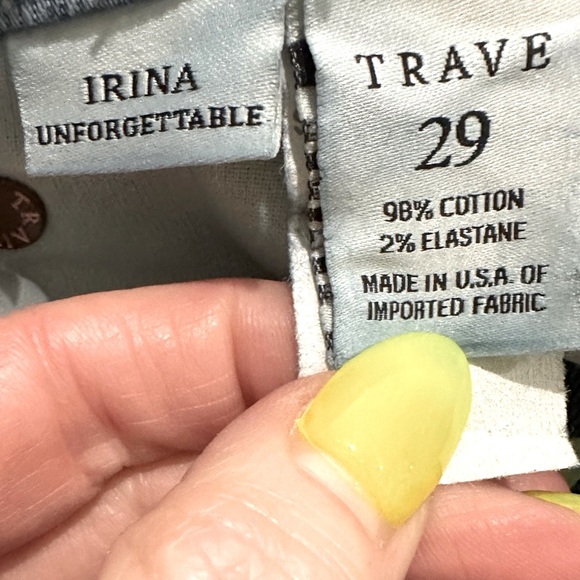 IRINA
UNFORGETTABLE
TRAVE
29
98% COTTON
2% ELASTANE
MADE IN U.S.A. OF
IMPORTED FABRIC